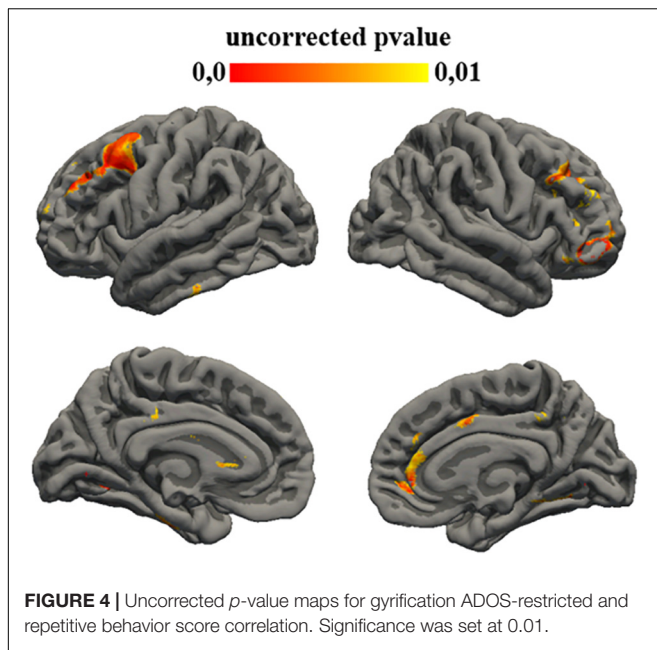 uncorrected pvalue
0,0 0,01
FIGURE 4 | Uncorrected p-value maps for gyrification ADOS-restricted and
repetitive behavior score correlation. Significance was set at 0.01.